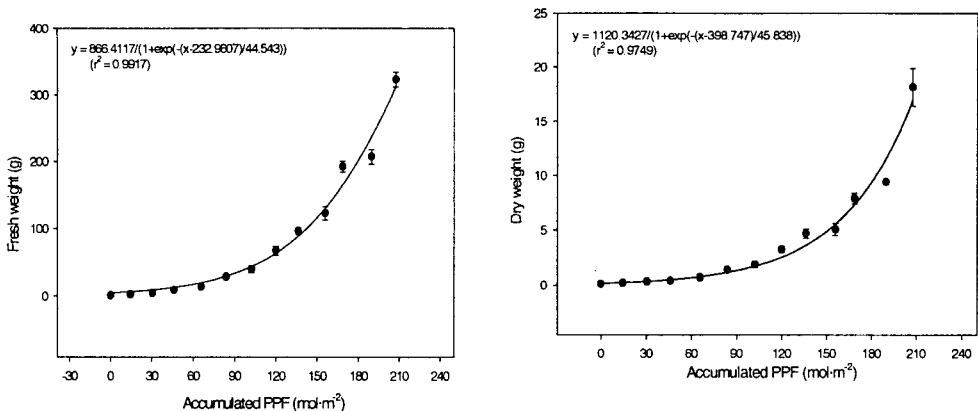 400
300
200
100
0
Fresh weight (g)
y = 866.4117/(1+exp(-(x-232.9607)/44.543))
(r² = 0.9917)
-30 0 30 60 90 120 150 180 210 240
Accumulated PPF (mol·m⁻²)
25
20
15
10
5
0
Dry weight (g)
y = 1120.3427/(1+exp(-(x-398.747)/45.838))
(r² = 0.9749)
0 30 60 90 120 150 180 210 240
Accumulated PPF (mol·m⁻²)